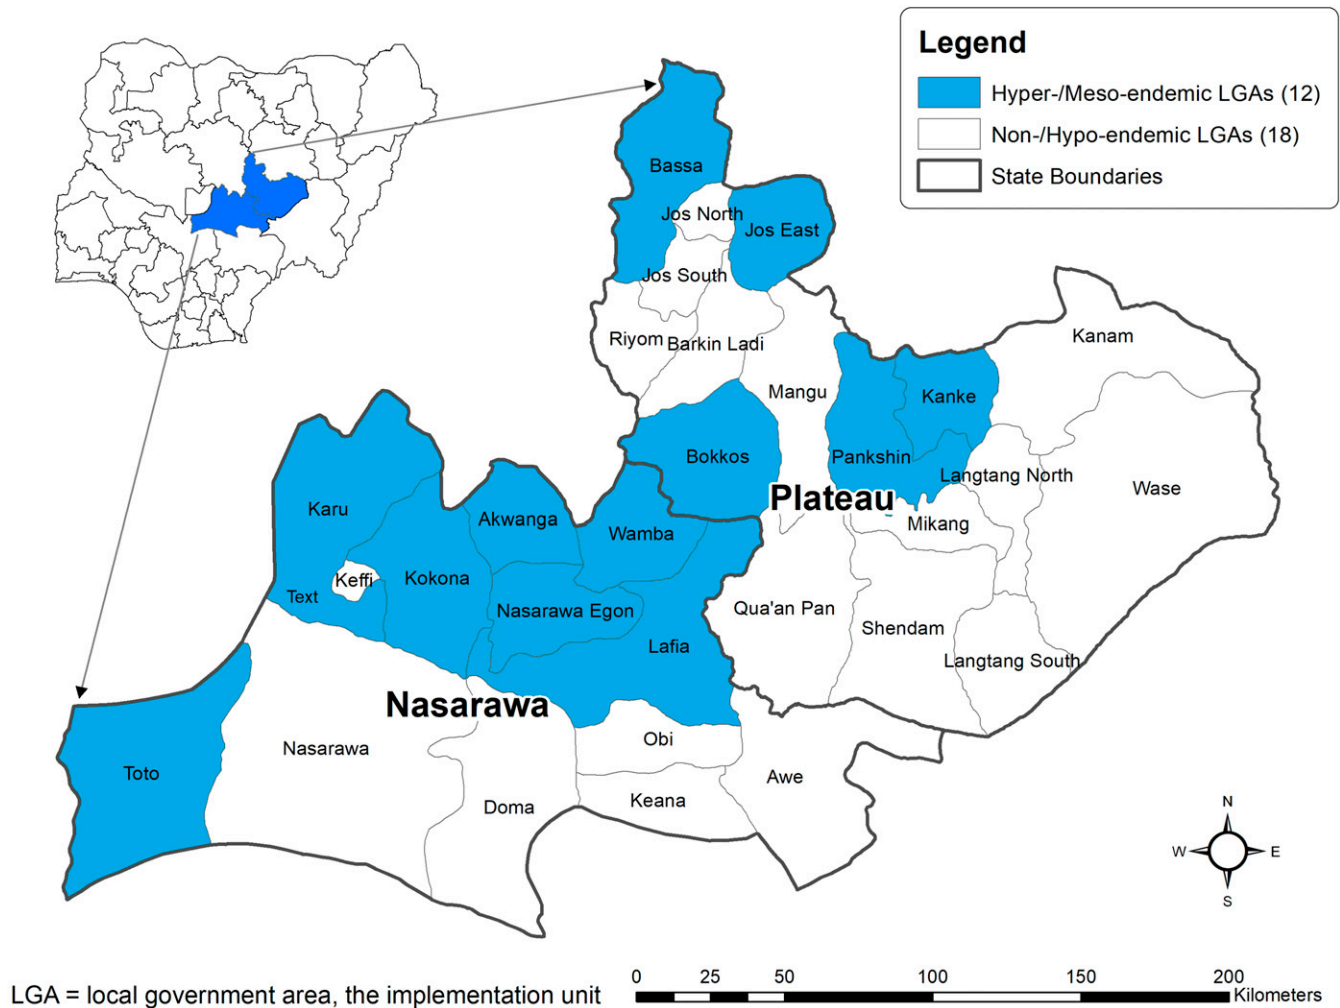 Legend
Hyper-/Meso-endemic LGAs (12)
Non-/Hypo-endemic LGAs (18)
State Boundaries
Bassa
Jos North
Jos East
Jos South
Riyom
Barkin Ladi
Kanam
Mangu
Kanke
Bokkos
Pankshin
Langtang North
Wase
Plateau
Mikang
Karu
Akwanga
Wamba
Keffi
Kokona
Text
Nasarawa Egon
Qua'an Pan
Shendam
Lafia
Langtang South
Nasarawa
Obi
Nasarawa
Toto
Awe
Keana
Doma
N
W
E
S
0 25 50 100 150 200
Kilometers
LGA = local government area, the implementation unit